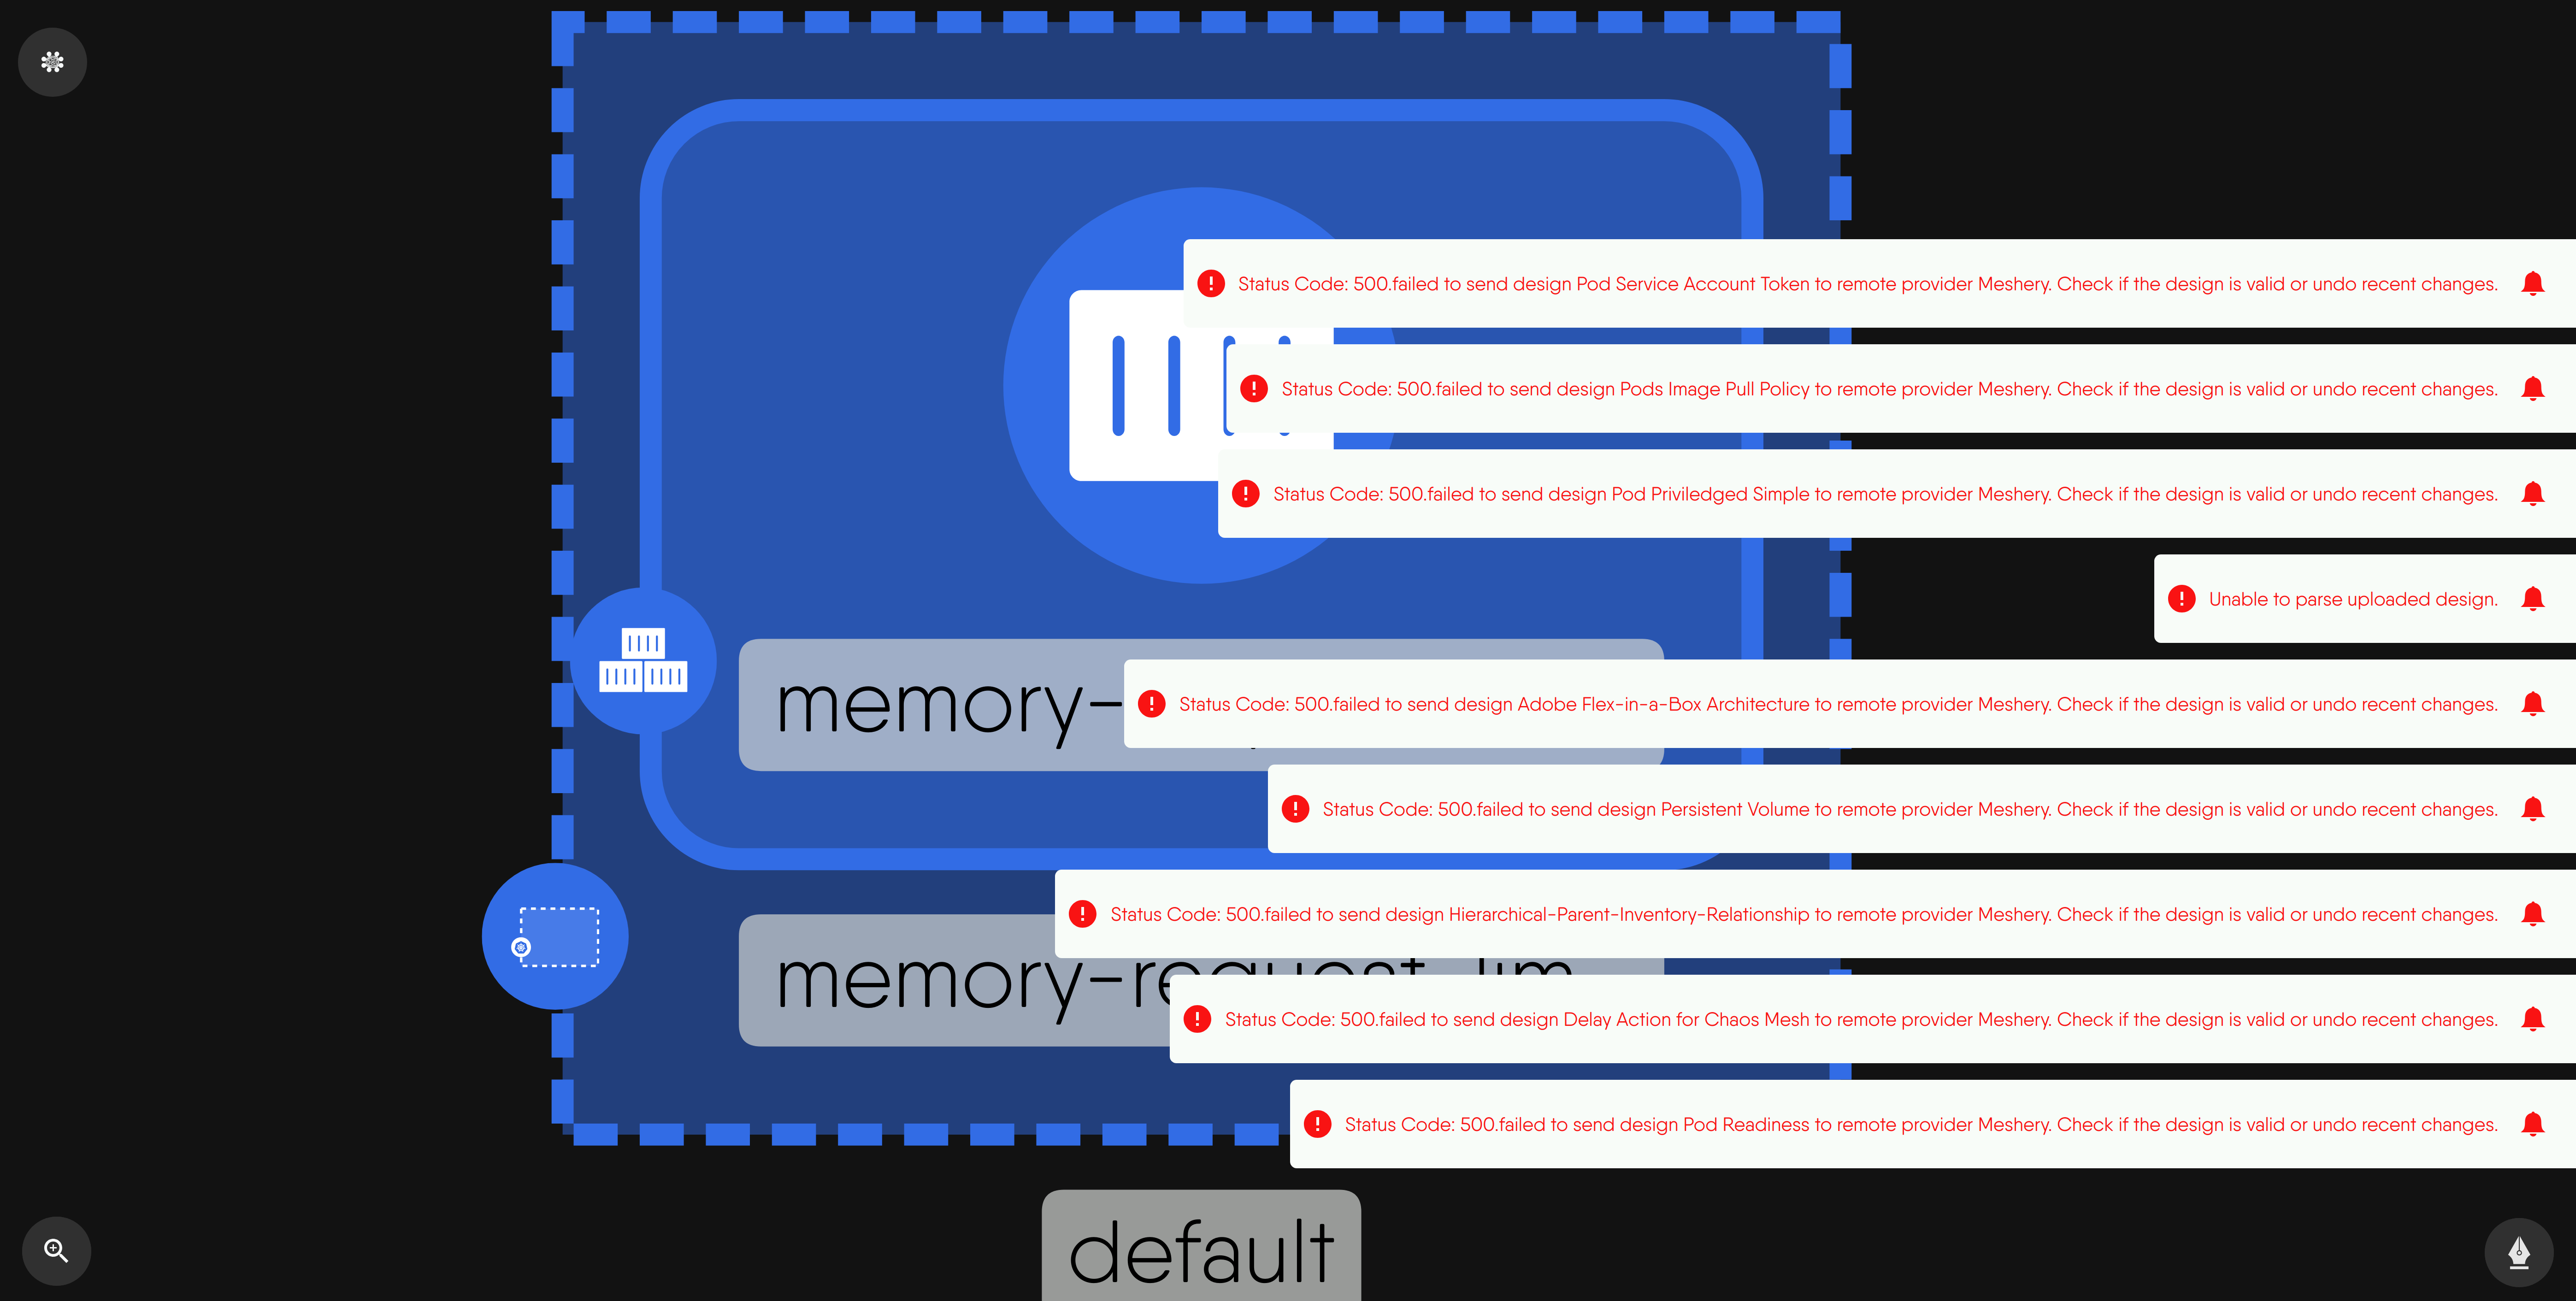 Status Code: 500.failed to send design Pod Service Account Token to remote provider Meshery. Check if the design is valid or undo recent changes.
Status Code: 500.failed to send design Pods Image Pull Policy to remote provider Meshery. Check if the design is valid or undo recent changes.
Status Code: 500.failed to send design Pod Priviledged Simple to remote provider Meshery. Check if the design is valid or undo recent changes.
Unable to parse uploaded design.
memory-
Status Code: 500.failed to send design Adobe Flex-in-a-Box Architecture to remote provider Meshery. Check if the design is valid or undo recent changes.
Status Code: 500.failed to send design Persistent Volume to remote provider Meshery. Check if the design is valid or undo recent changes.
Status Code: 500.failed to send design Hierarchical-Parent-Inventory-Relationship to remote provider Meshery. Check if the design is valid or undo recent changes.
memory-request-lim
Status Code: 500.failed to send design Delay Action for Chaos Mesh to remote provider Meshery. Check if the design is valid or undo recent changes.
Status Code: 500.failed to send design Pod Readiness to remote provider Meshery. Check if the design is valid or undo recent changes.
default